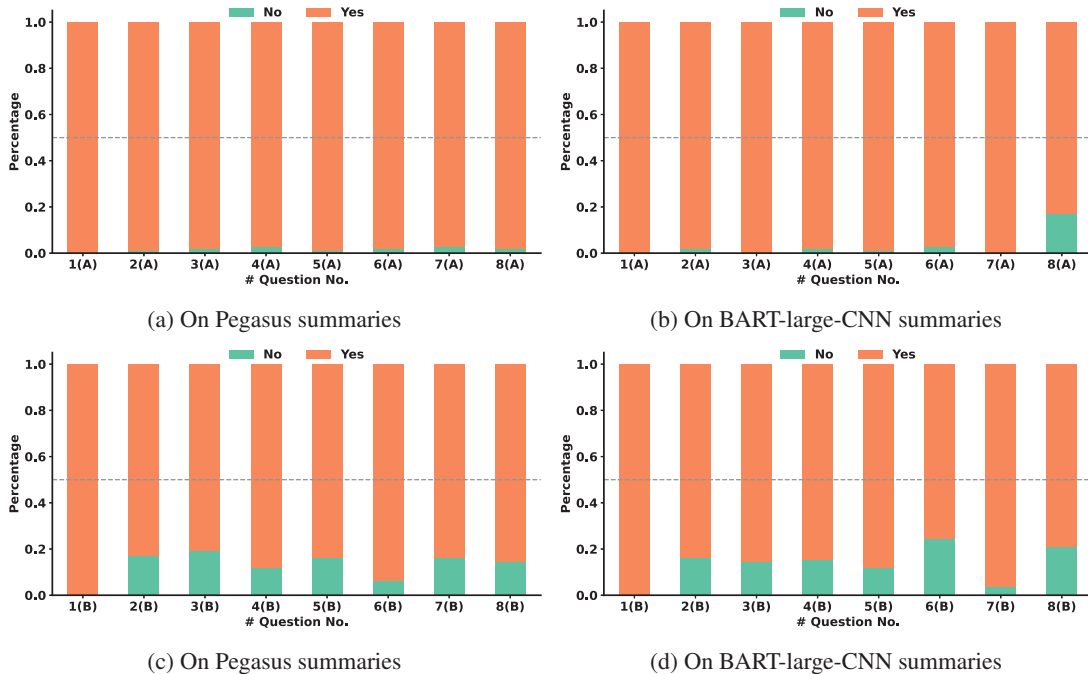 No Yes
1.0
0.8
0.6
0.4
0.2
0.0
Percentage
1(A) 2(A) 3(A) 4(A) 5(A) 6(A) 7(A) 8(A)
# Question No.
(a) On Pegasus summaries
No Yes
1.0
0.8
0.6
0.4
0.2
0.0
Percentage
1(A) 2(A) 3(A) 4(A) 5(A) 6(A) 7(A) 8(A)
# Question No.
(b) On BART-large-CNN summaries
No Yes
1.0
0.8
0.6
0.4
0.2
0.0
Percentage
1(B) 2(B) 3(B) 4(B) 5(B) 6(B) 7(B) 8(B)
# Question No.
(c) On Pegasus summaries
No Yes
1.0
0.8
0.6
0.4
0.2
0.0
Percentage
1(B) 2(B) 3(B) 4(B) 5(B) 6(B) 7(B) 8(B)
# Question No.
(d) On BART-large-CNN summaries